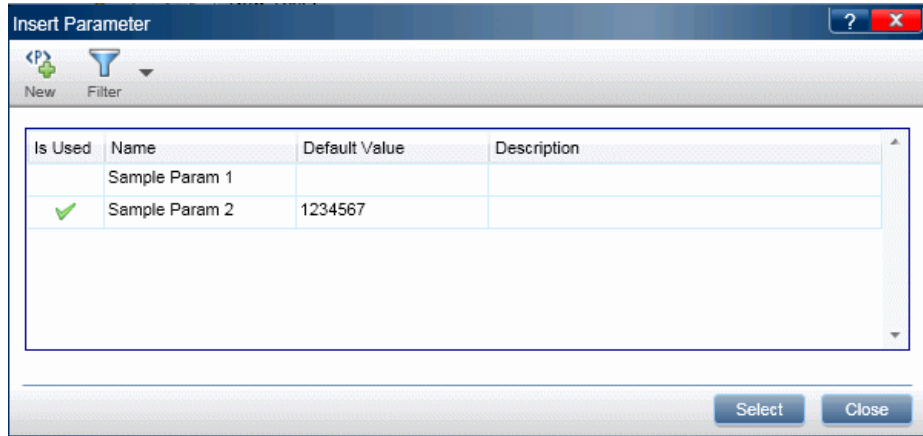 Insert Parameter
?
X
<P>
New Filter
Is Used Name Default Value Description
Sample Param 1
Sample Param 2 1234567
Select Close